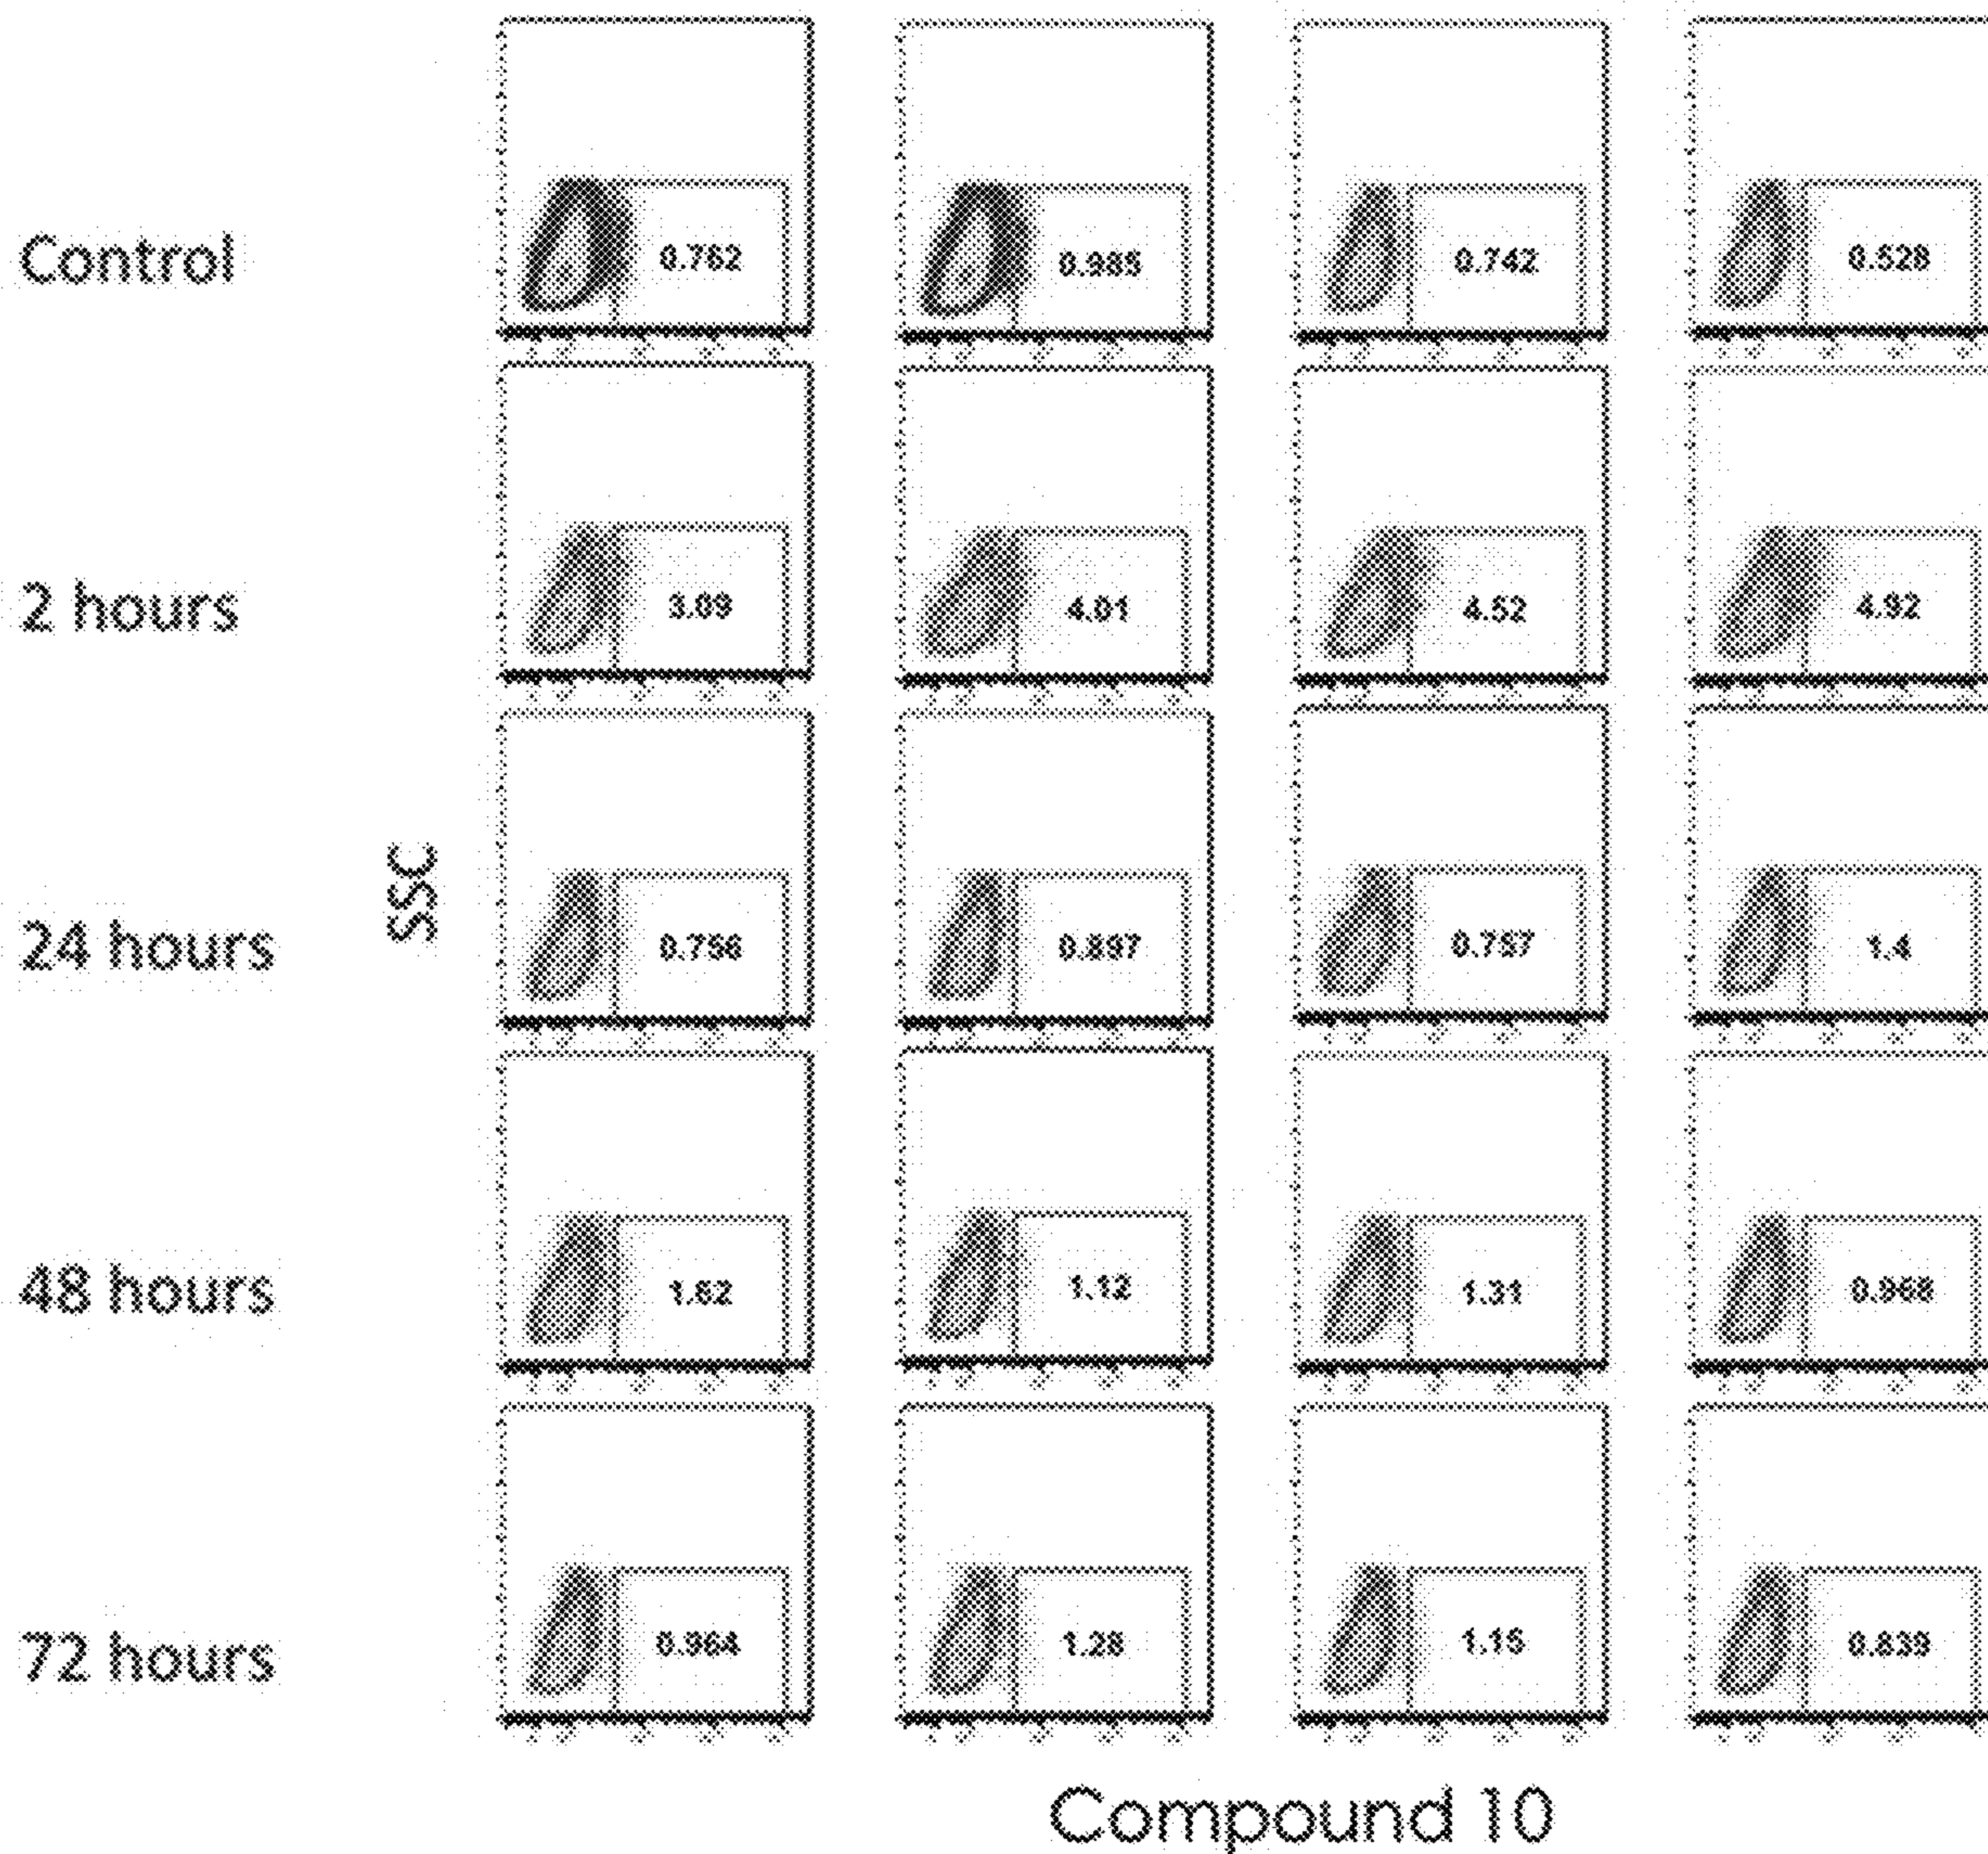 Control 0.762 0.985 0.742 0.528
2 hours 3.09 4.01 4.52 4.92
SSC
24 hours 0.756 0.897 0.757 1.4
48 hours 1.62 1.12 1.31 0.968
72 hours 0.964 1.28 1.15 0.839
Compound 10